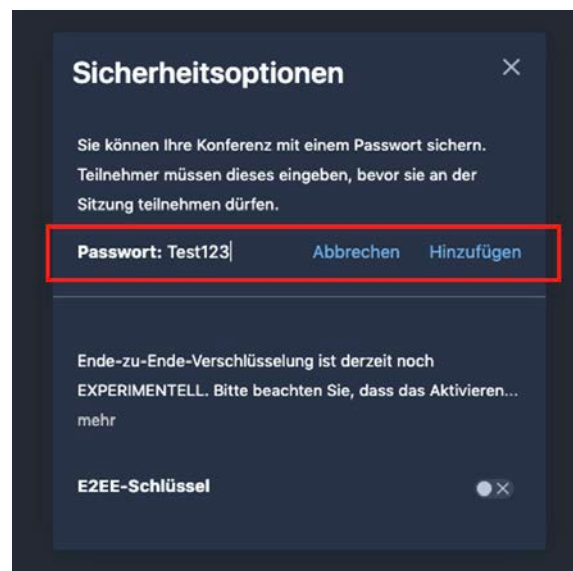 Sicherheitsoptionen
Sie können Ihre Konferenz mit einem Passwort sichern.
Teilnehmer müssen dieses eingeben, bevor sie an der
Sitzung teilnehmen dürfen.
Passwort: Test123 Abbrechen Hinzufügen
Ende-zu-Ende-Verschlüsselung ist derzeit noch
EXPERIMENTELL. Bitte beachten Sie, dass das Aktivieren...
mehr
E2EE-Schlüssel